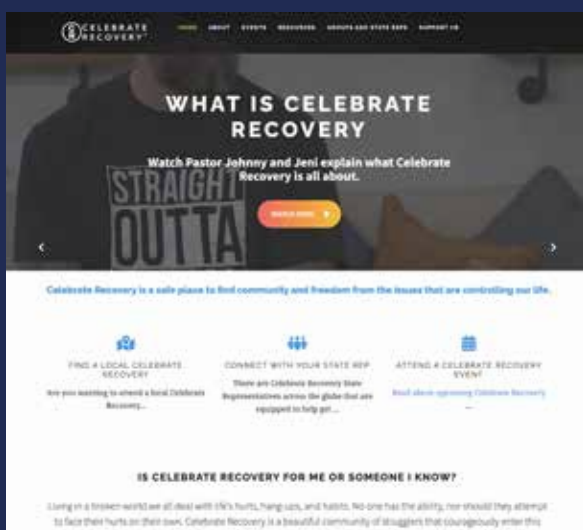 CELEBRATE
RECOVERY
HOME ABOUT EVENTS RESOURCES GROUPS AND STATE REPS SUPPORT US
WHAT IS CELEBRATE
RECOVERY
Watch Pastor Johnny and Jeni explain what Celebrate
Recovery is all about.
STRAIGHT
OUTTA
WATCH HERE
Celebrate Recovery is a safe place to find community and freedom from the issues that are controlling our life.
FIND A LOCAL CELEBRATE
RECOVERY
Are you wanting to attend a local Celebrate
Recovery...
CONNECT WITH YOUR STATE REP
There are Celebrate Recovery State
Representatives across the globe that are
equipped to help get ...
ATTEND A CELEBRATE RECOVERY
EVENT
Read about upcoming Celebrate Recovery
...
IS CELEBRATE RECOVERY FOR ME OR SOMEONE I KNOW?
Living in a broken world we all deal with life's hurts, hang-ups, and habits. No one has the ability, nor should they attempt
to face their hurts on their own. Celebrate Recovery is a beautiful community of strugglers that courageously enter this